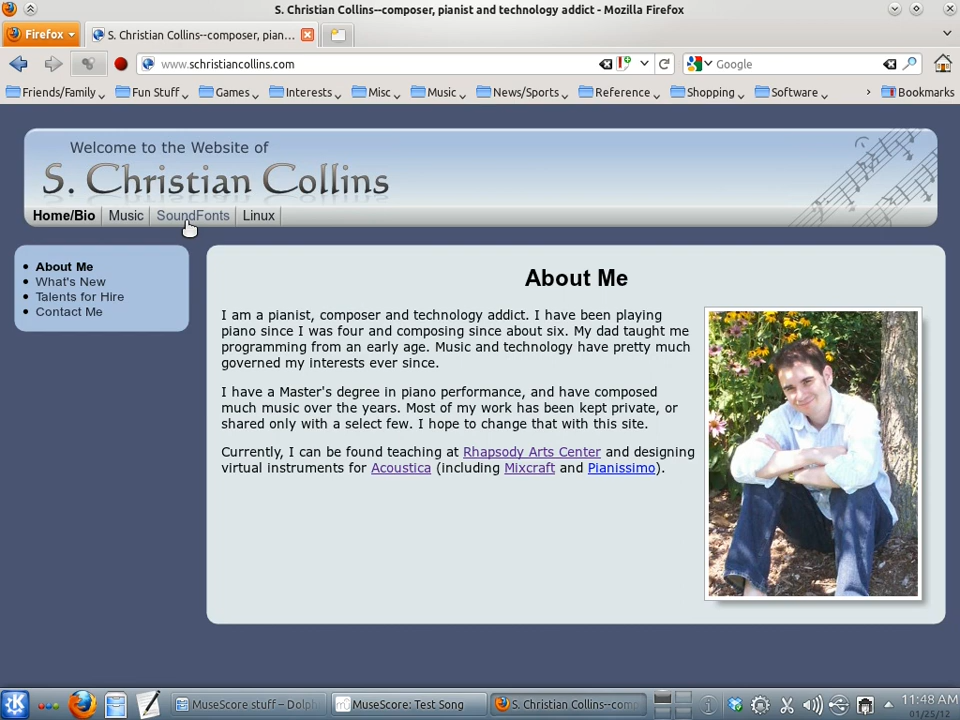 S. Christian Collins--composer, pianist and technology addict - Mozilla Firefox
Firefox
S. Christian Collins--composer, pian...
www.schristiancollins.com
Google
Friends/Family
Fun Stuff
Games
Interests
Misc
Music
News/Sports
Reference
Shopping
Software
Bookmarks
Welcome to the Website of
S. Christian Collins
Home/Bio
Music
SoundFonts
Linux
About Me
What's New
Talents for Hire
Contact Me
About Me
I am a pianist, composer and technology addict. I have been playing
piano since I was four and composing since about six. My dad taught me
programming from an early age. Music and technology have pretty much
governed my interests ever since.
I have a Master's degree in piano performance, and have composed
much music over the years. Most of my work has been kept private, or
shared only with a select few. I hope to change that with this site.
Currently, I can be found teaching at Rhapsody Arts Center and designing
virtual instruments for Acoustica (including Mixcraft and Pianissimo).
MuseScore stuff – Dolph
MuseScore: Test Song
S. Christian Collins--com
11:48 AM
01/25/12